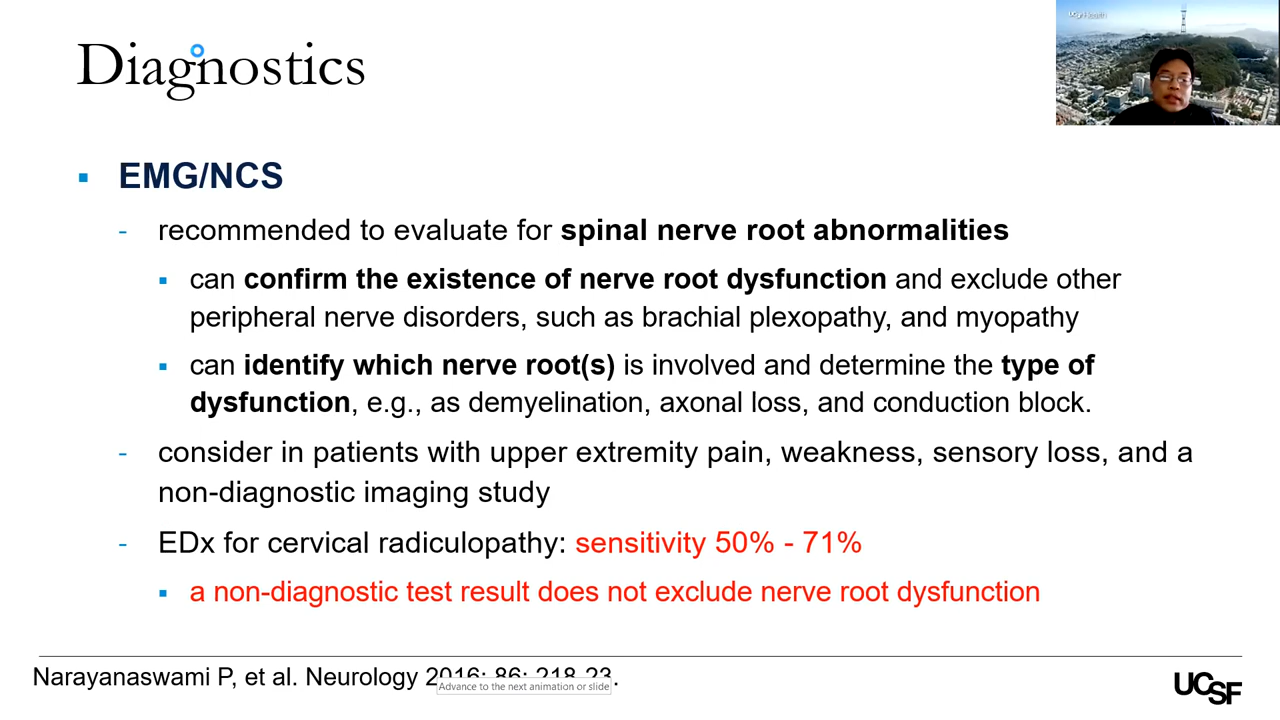 UCSF Health
Diagnostics
▪ EMG/NCS
- recommended to evaluate for spinal nerve root abnormalities
▪ can confirm the existence of nerve root dysfunction and exclude other
peripheral nerve disorders, such as brachial plexopathy, and myopathy
▪ can identify which nerve root(s) is involved and determine the type of
dysfunction, e.g., as demyelination, axonal loss, and conduction block.
- consider in patients with upper extremity pain, weakness, sensory loss, and a
non-diagnostic imaging study
- EDx for cervical radiculopathy: sensitivity 50% - 71%
▪ a non-diagnostic test result does not exclude nerve root dysfunction
Narayanaswami P, et al. Neurology 2016; 86: 218-23.
Advance to the next animation or slide
UCSF